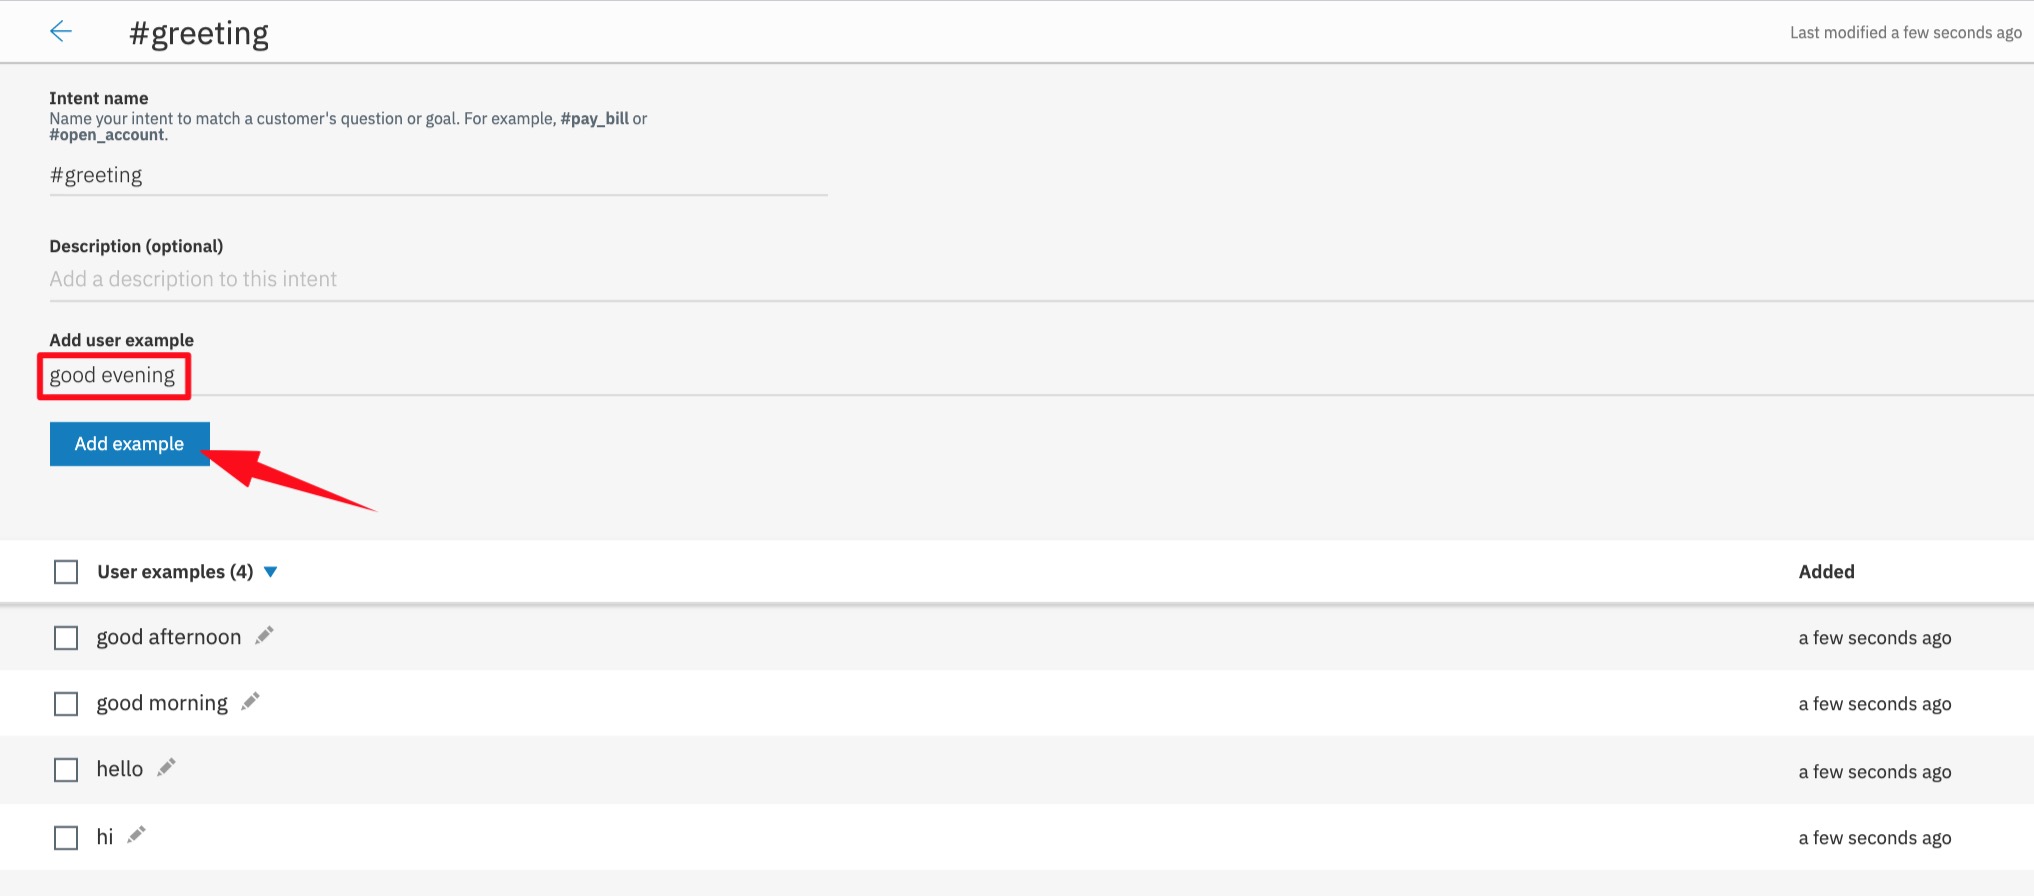 #greeting
Last modified a few seconds ago
Intent name
Name your intent to match a customer's question or goal. For example, #pay_bill or
#open_account.
#greeting
Description (optional)
Add a description to this intent
Add user example
good evening
Add example
User examples (4)
Added
good afternoon
a few seconds ago
good morning
a few seconds ago
hello
a few seconds ago
hi
a few seconds ago